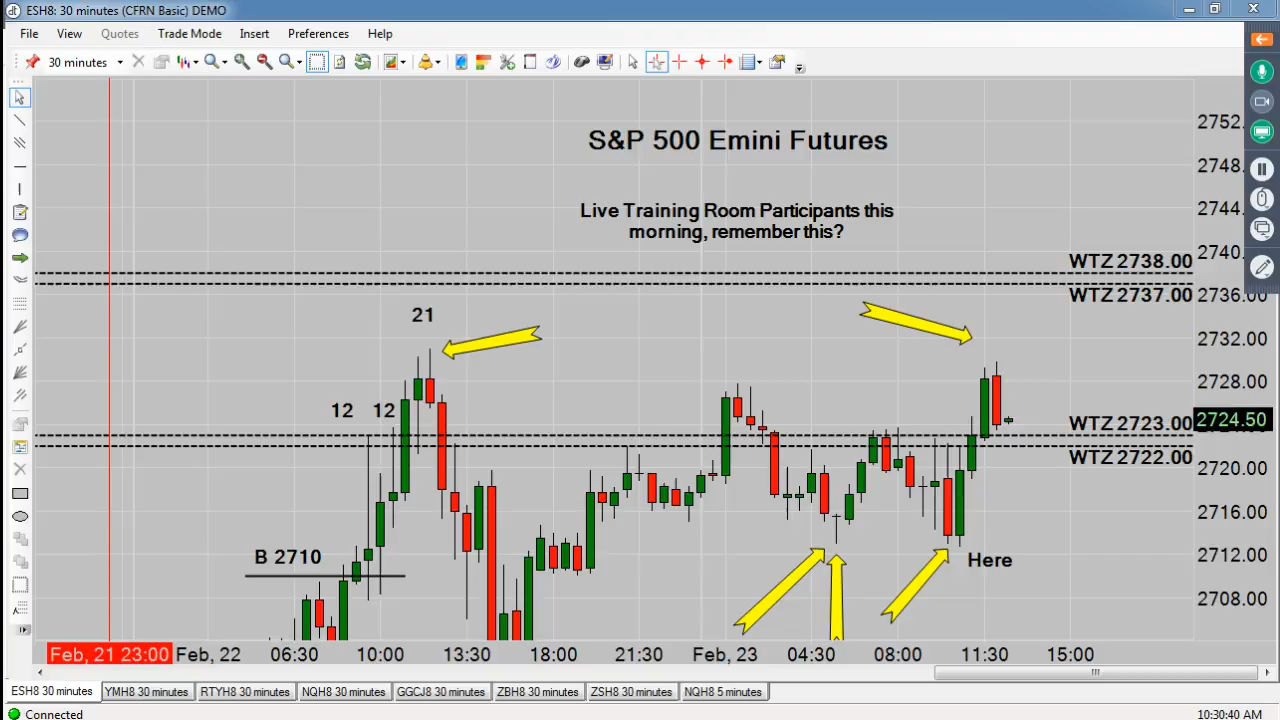 ESH8: 30 minutes (CFRN Basic) DEMO
File View Quotes Trade Mode Insert Preferences Help
30 minutes
S&P 500 Emini Futures
Live Training Room Participants this
morning, remember this?
2752.
2748.
2744.
2740.
WTZ 2738.00
WTZ 2737.00
2736.00
21
2732.00
2728.00
12 12
WTZ 2723.00
2724.50
WTZ 2722.00
2720.00
2716.00
B 2710
Here
2712.00
2708.00
Feb, 21 23:00 Feb, 22 06:30 10:00 13:30 18:00 21:30 Feb, 23 04:30 08:00 11:30 15:00
ESH8 30 minutes YMH8 30 minutes RTYH8 30 minutes NQH8 30 minutes GGCJ8 30 minutes ZBH8 30 minutes ZSH8 30 minutes NQH8 5 minutes
Connected 10:30:40 AM